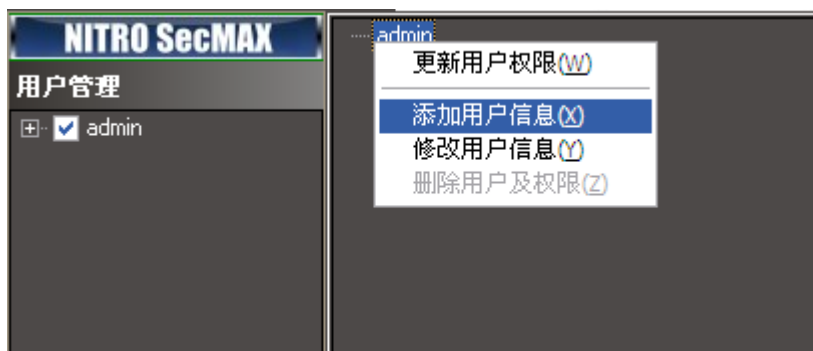 NITRO SecMAX
用户管理
admin
admin
更新用户权限(W)
添加用户信息(X)
修改用户信息(Y)
删除用户及权限(Z)